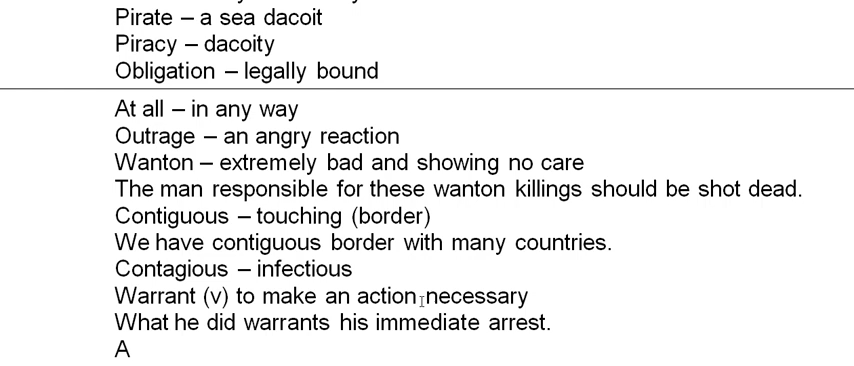 Pirate – a sea dacoit
Piracy – dacoity
Obligation – legally bound
At all – in any way
Outrage – an angry reaction
Wanton – extremely bad and showing no care
The man responsible for these wanton killings should be shot dead.
Contiguous – touching (border)
We have contiguous border with many countries.
Contagious – infectious
Warrant (v) to make an action necessary
What he did warrants his immediate arrest.
A